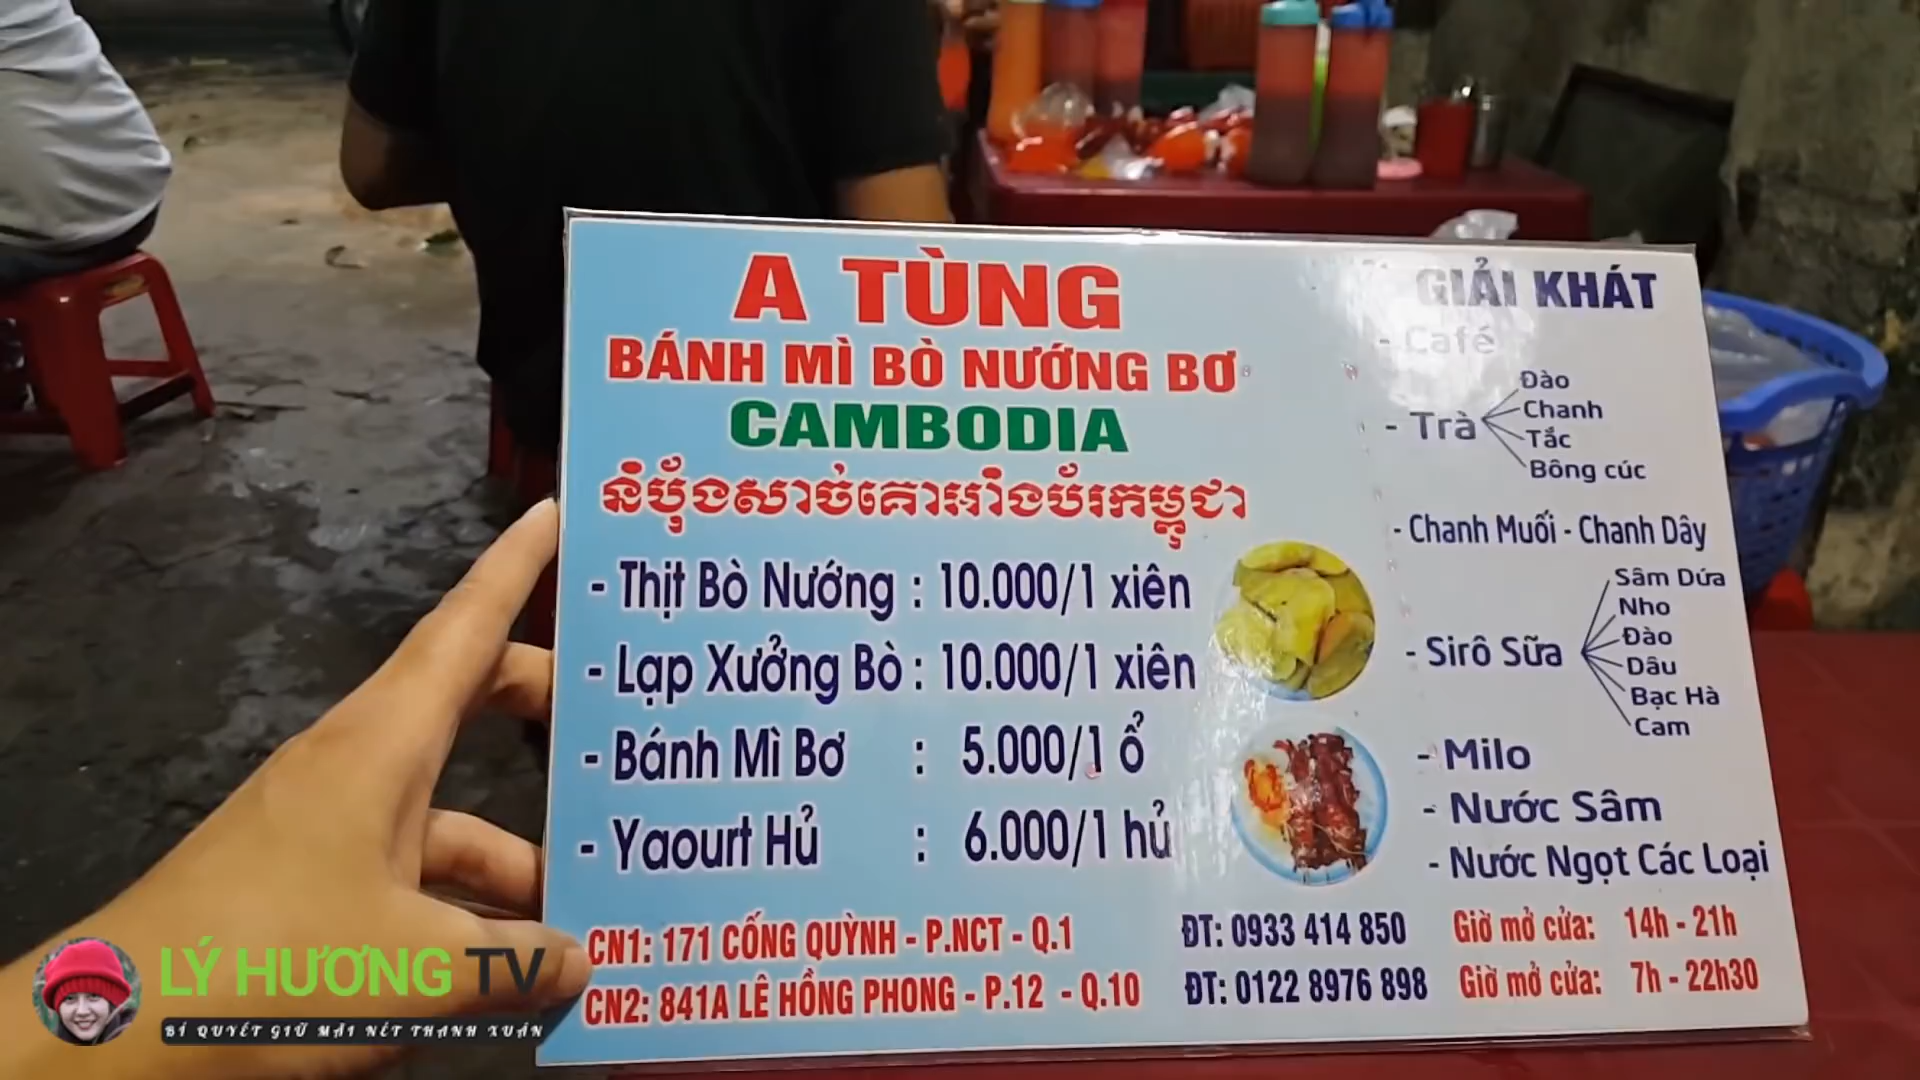 A TÙNG
BÁNH MÌ BÒ NƯỚNG BƠ
CAMBODIA
នំប៉័ងសាច់គោអាំងប័រកម្ពុជា
- Thịt Bò Nướng : 10.000/1 xiên
- Lạp Xưởng Bò : 10.000/1 xiên
- Bánh Mì Bơ : 5.000/1 ổ
- Yaourt Hủ : 6.000/1 hủ
GIẢI KHÁT
- Café
- Trà
Đào
Chanh
Tắc
Bông cúc
- Chanh Muối - Chanh Dây
- Sirô Sữa
Sâm Dứa
Nho
Đào
Dâu
Bạc Hà
Cam
- Milo
- Nước Sâm
- Nước Ngọt Các Loại
CN1: 171 CỐNG QUỲNH - P.NCT - Q.1 ĐT: 0933 414 850 Giờ mở cửa: 14h - 21h
CN2: 841A LÊ HỒNG PHONG - P.12 - Q.10 ĐT: 0122 8976 898 Giờ mở cửa: 7h - 22h30
LÝ HƯƠNG TV
BÍ QUYẾT GIỮ MÃI NÉT THANH XUÂN